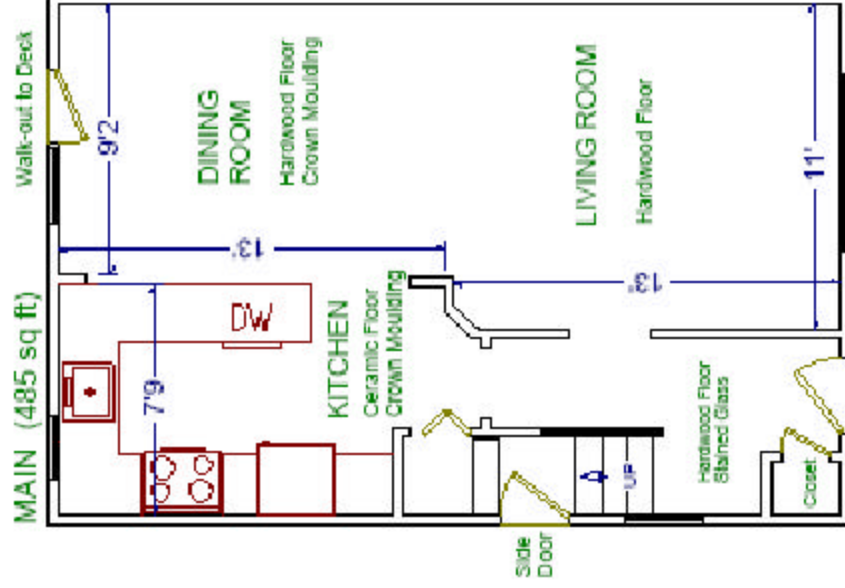 MAIN (485 sq ft)
Walk-out to Deck
9'2
DINING
ROOM
Hardwood Floor
Crown Moulding
13'
7'9
DW
KITCHEN
Ceramic Floor
Crown Moulding
LIVING ROOM
Hardwood Floor
13'
11'
UP
Side
Door
Hardwood Floor
Stained Glass
Closet